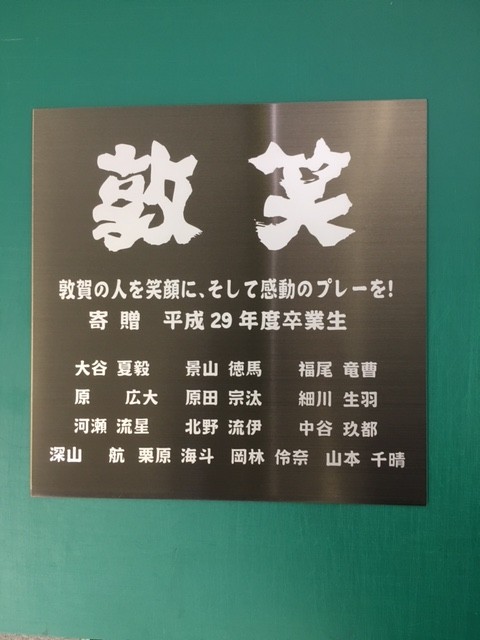 敦 笑
敦賀の人を笑顔に、そして感動のプレーを!
寄 贈 平成 29 年度卒業生
大谷 夏毅 景山 徳馬 福尾 竜曹
原 広大 原田 宗汰 細川 生羽
河瀬 流星 北野 流伊 中谷 玖都
深山 航 栗原 海斗 岡林 伶奈 山本 千晴